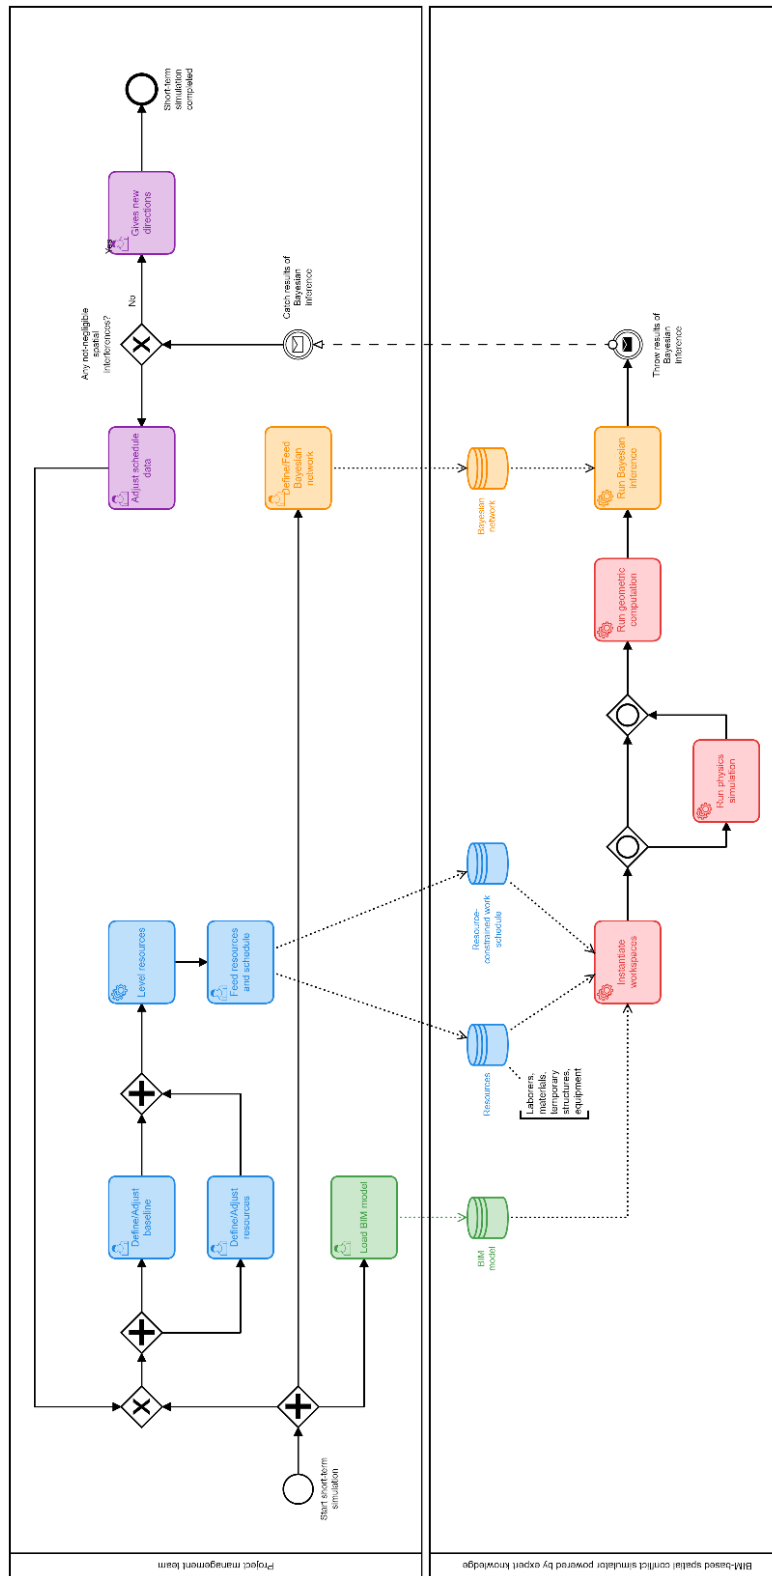 Project management team
Start short-term
simulation
Define/Adjust
baseline
Define/Adjust
resources
Load BIM model
Level resources
Feed resources
and schedule
Define/Feed
Bayesian
network
Adjust schedule
data
Any not-negligible
spatial
interferences?
Yes
No
Gives new
directions
Short-term
simulation
completed
Catch results of
Bayesian
inference
BIM-based spatial conflict simulator powered by expert knowledge
BIM
model
Resources
Laborers,
materials,
temporary
structures,
equipment
Resource-
constrained work
schedule
Bayesian
network
Instantiate
workspaces
Run physics
simulation
Run geometric
computation
Run Bayesian
inference
Throw results of
Bayesian
inference